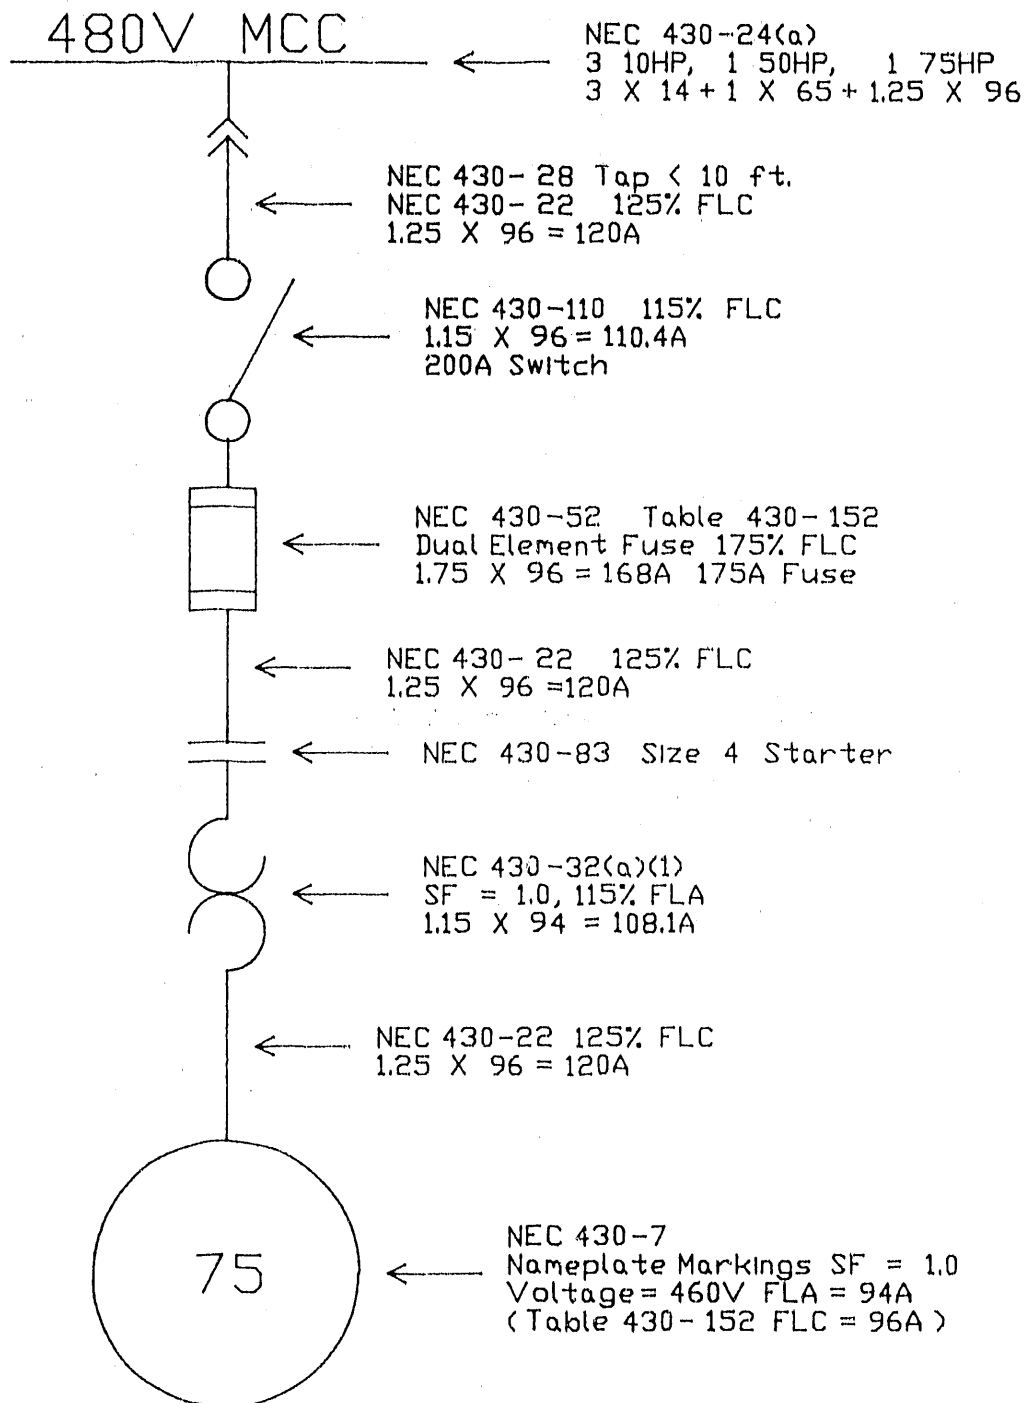 480V MCC
NEC 430-24(a)
3 10HP, 1 50HP, 1 75HP
3 X 14 + 1 X 65 + 1.25 X 96
NEC 430-28 Tap < 10 ft.
NEC 430-22 125% FLC
1.25 X 96 = 120A
NEC 430-110 115% FLC
1.15 X 96 = 110.4A
200A Switch
NEC 430-52 Table 430-152
Dual Element Fuse 175% FLC
1.75 X 96 = 168A 175A Fuse
NEC 430-22 125% FLC
1.25 X 96 =120A
NEC 430-83 Size 4 Starter
NEC 430-32(a)(1)
SF = 1.0, 115% FLA
1.15 X 94 = 108.1A
NEC 430-22 125% FLC
1.25 X 96 = 120A
75
NEC 430-7
Nameplate Markings SF = 1.0
Voltage = 460V FLA = 94A
(Table 430-152 FLC = 96A)